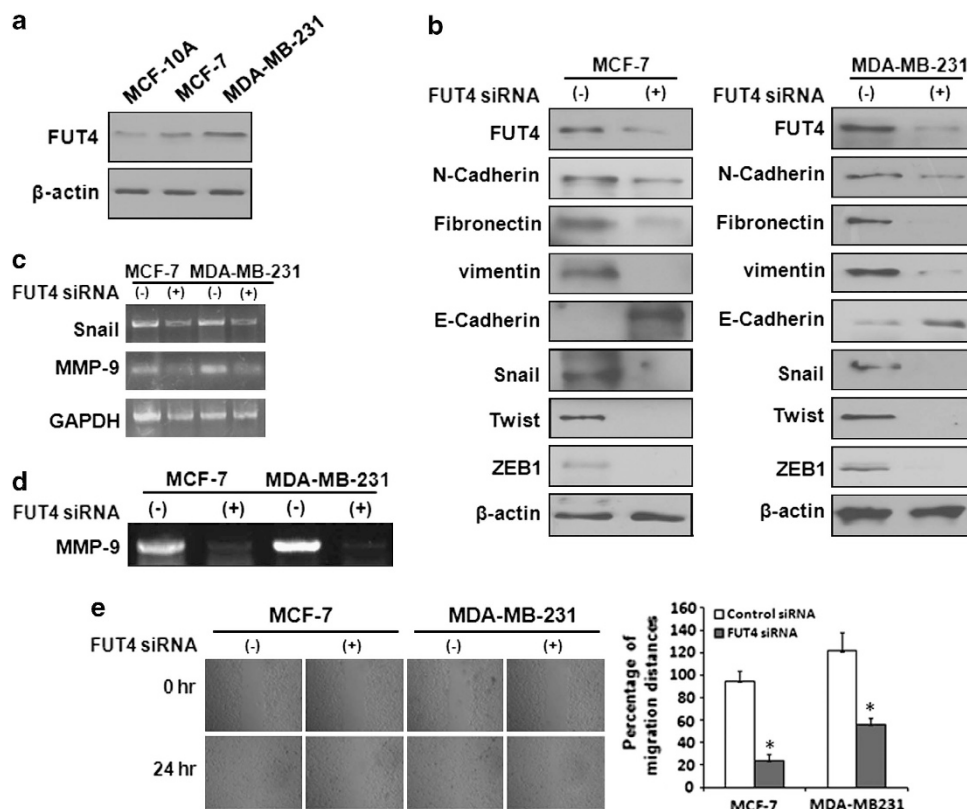 a
MCF-10A
MCF-7
MDA-MB-231
FUT4
β-actin
b
MCF-7
FUT4 siRNA (-) (+)
FUT4
N-Cadherin
Fibronectin
vimentin
E-Cadherin
Snail
Twist
ZEB1
β-actin
MDA-MB-231
FUT4 siRNA (-) (+)
FUT4
N-Cadherin
Fibronectin
vimentin
E-Cadherin
Snail
Twist
ZEB1
β-actin
c
MCF-7 MDA-MB-231
FUT4 siRNA (-) (+) (-) (+)
Snail
MMP-9
GAPDH
d
MCF-7 MDA-MB-231
FUT4 siRNA (-) (+) (-) (+)
MMP-9
e
MCF-7 MDA-MB-231
FUT4 siRNA (-) (+) (-) (+)
0 hr
24 hr
Percentage of
migration distances
160
140
120
100
80
60
40
20
0
Control siRNA
FUT4 siRNA
*
*
MCF-7 MDA-MB231